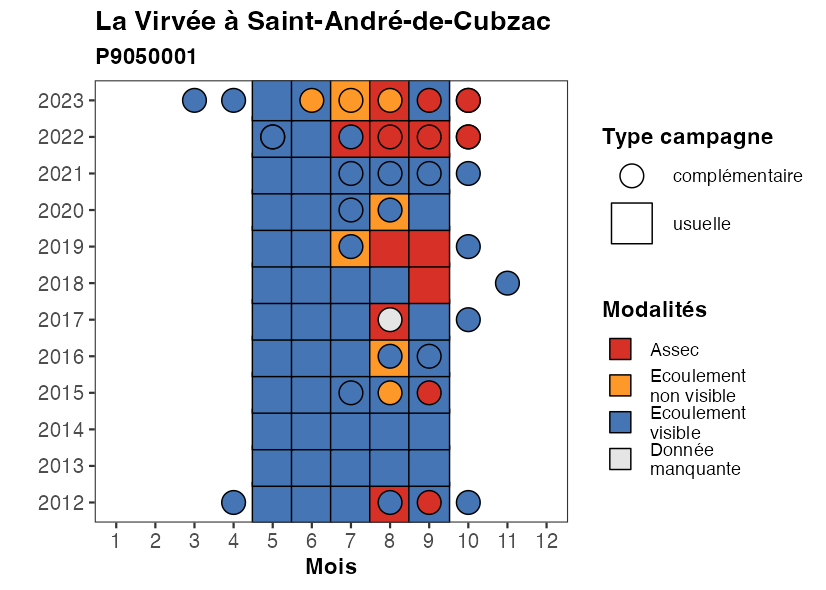 La Virvée à Saint-André-de-Cubzac
P9050001
2023
2022
2021
2020
2019
2018
2017
2016
2015
2014
2013
2012
1 2 3 4 5 6 7 8 9 10 11 12
Mois
Type campagne
complémentaire
usuelle
Modalités
Assec
Ecoulement
non visible
Ecoulement
visible
Donnée
manquante